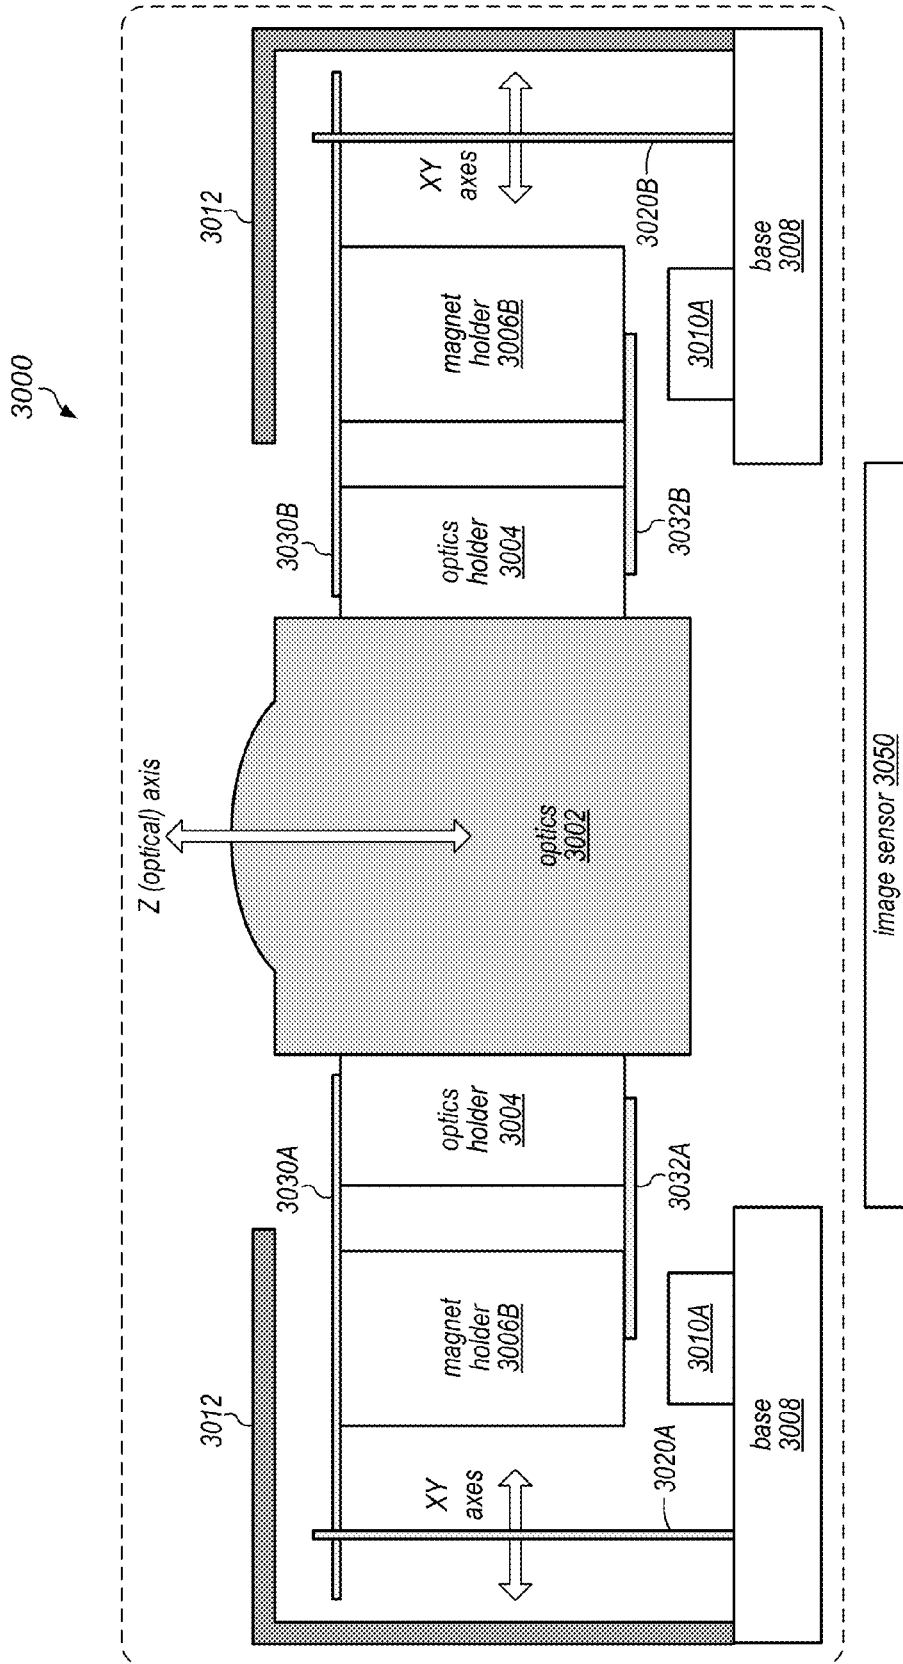 3000
Z (optical) axis
3012
3012
3030A
3030B
XY
axes
magnet
holder
3006B
optics
holder
3004
optics
3002
optics
holder
3004
magnet
holder
3006B
XY
axes
3020A
3032A
3032B
3020B
3010A
3010A
base
3008
base
3008
image sensor 3050